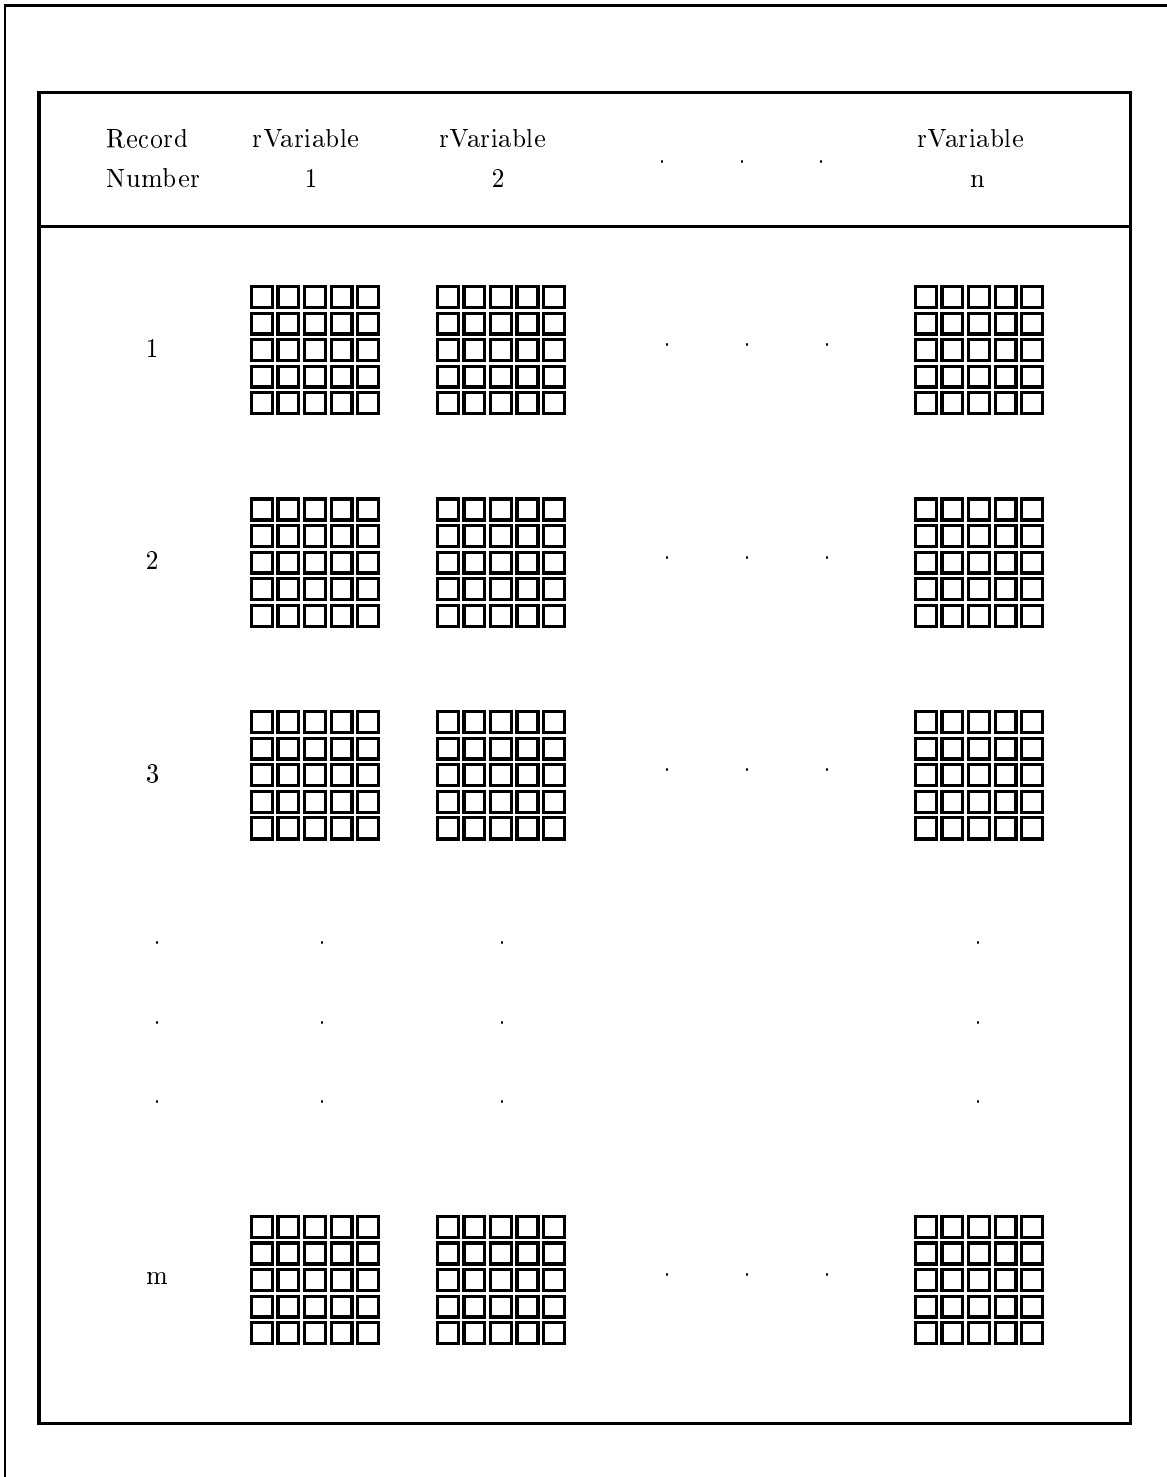 Record rVariable rVariable . . . rVariable
Number 1 2 n
1 . . .
2 . . .
3 . . .
. . . .
. . . .
. . . .
m . . .